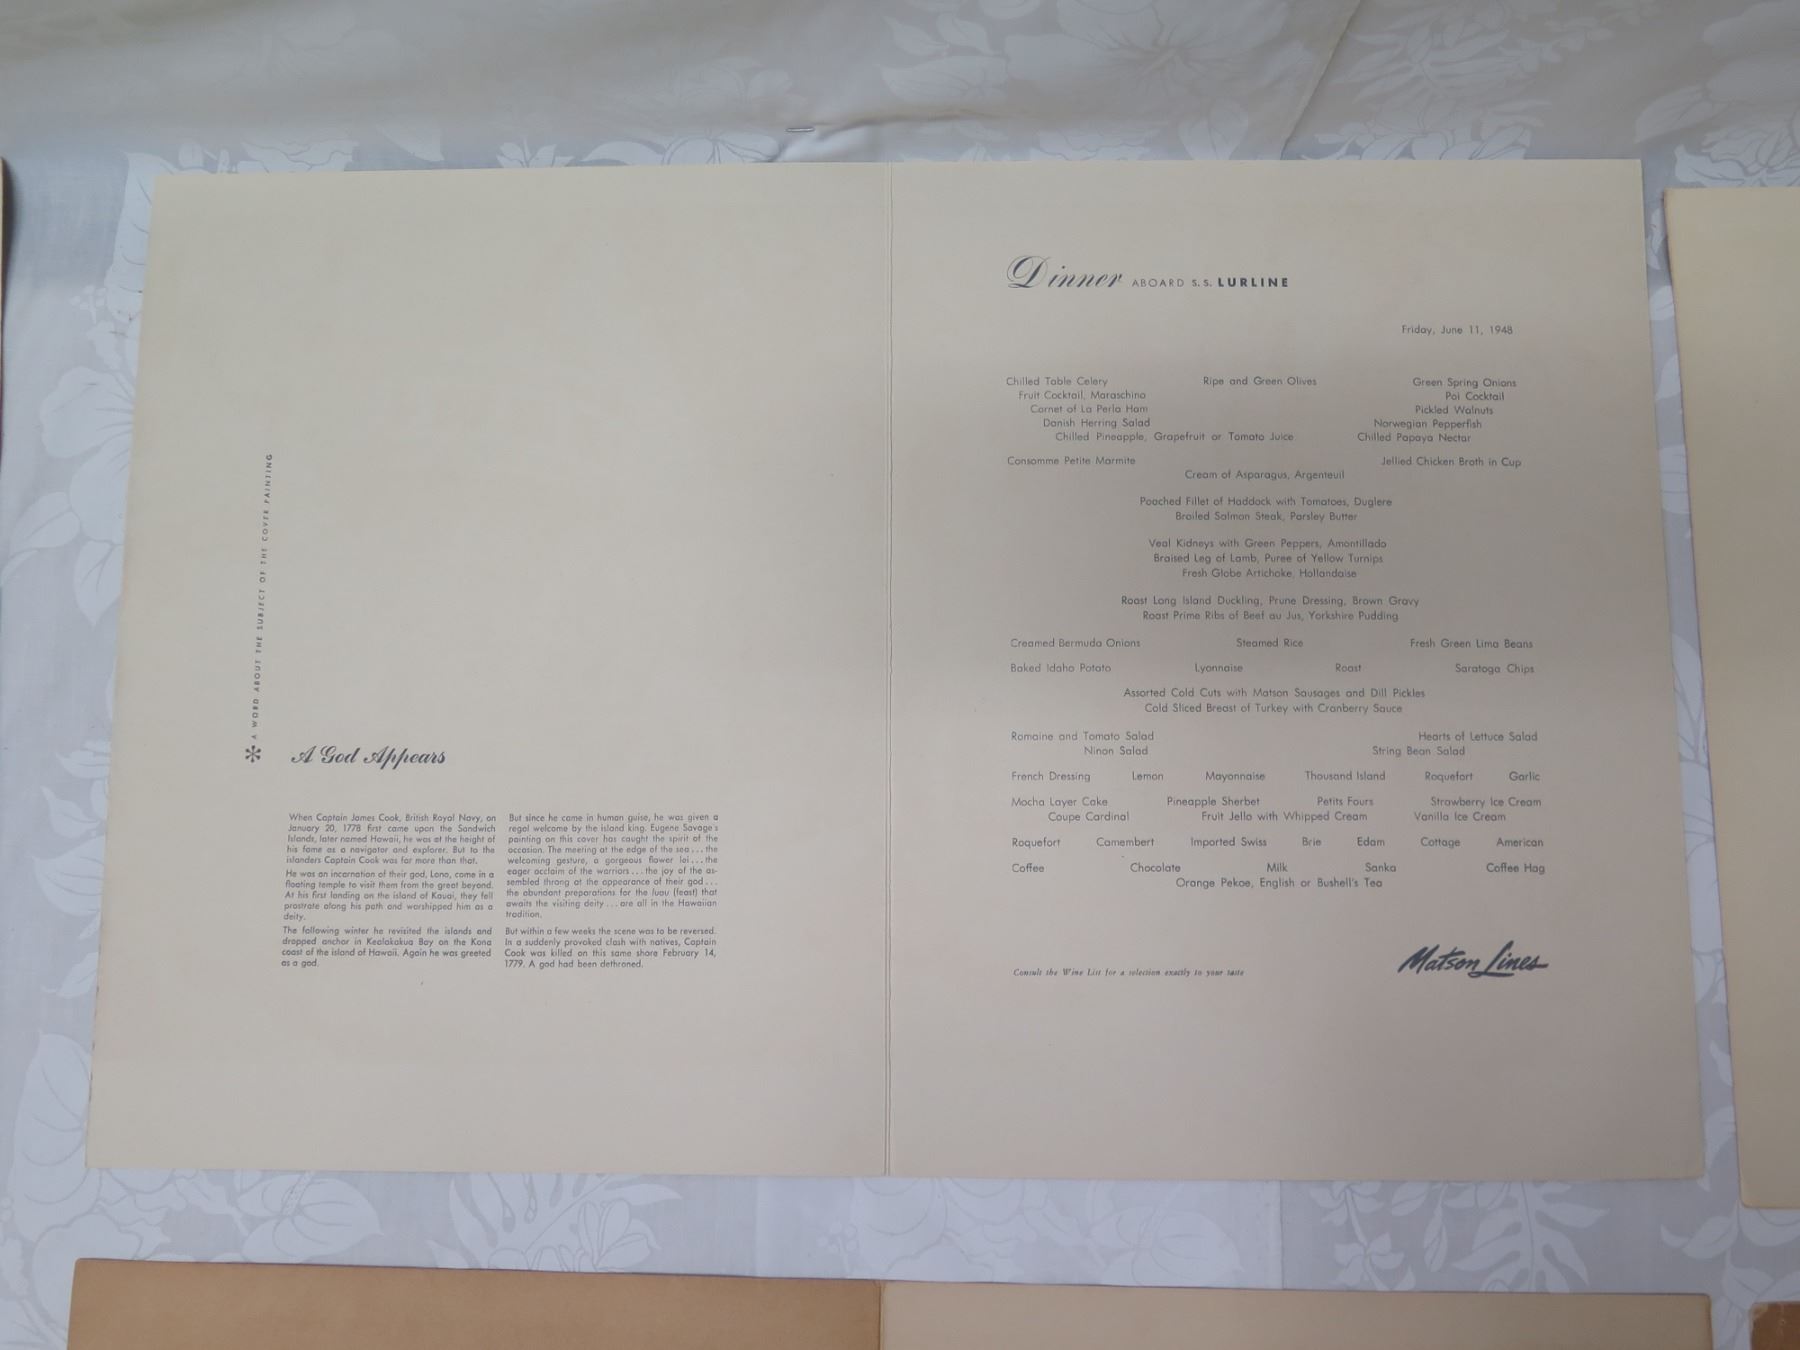 * A WORD ABOUT THE SUBJECT OF THE COVER PAINTING
A God Appears
When Captain James Cook, British Royal Navy, on
January 20, 1778 first came upon the Sandwich
Islands, later named Hawaii, he was at the height of
his fame as a navigator and explorer. But to the
islanders Captain Cook was far more than that.
He was an incarnation of their god, Lono, come in a
floating temple to visit them from the great beyond.
At his first landing on the island of Kauai, they fell
prostrate along his path and worshipped him as a
deity.
The following winter he revisited the islands and
dropped anchor in Kealakakua Bay on the Kona
coast of the island of Hawaii. Again he was greeted
as a god.
But since he came in human guise, he was given a
regal welcome by the island king. Eugene Savage's
painting on this cover has caught the spirit of the
occasion. The meeting at the edge of the sea...the
welcoming gesture, a gorgeous flower lei...the
eager acclaim of the warriors...the joy of the as-
sembled throng at the appearance of their god...
the abundant preparations for the luau (feast) that
awaits the visiting deity...are all in the Hawaiian
tradition.
But within a few weeks the scene was to be reversed.
In a suddenly provoked clash with natives, Captain
Cook was killed on this same shore February 14,
1779. A god had been dethroned.
Dinner ABOARD S.S. LURLINE
Friday, June 11, 1948
Chilled Table Celery Ripe and Green Olives Green Spring Onions
Fruit Cocktail, Maraschino Poi Cocktail
Cornet of La Perla Ham Pickled Walnuts
Danish Herring Salad Norwegian Pepperfish
Chilled Pineapple, Grapefruit or Tomato Juice Chilled Papaya Nectar
Consomme Petite Marmite Jellied Chicken Broth in Cup
Cream of Asparagus, Argenteuil
Poached Fillet of Haddock with Tomatoes, Duglere
Broiled Salmon Steak, Parsley Butter
Veal Kidneys with Green Peppers, Amontillado
Braised Leg of Lamb, Puree of Yellow Turnips
Fresh Globe Artichoke, Hollandaise
Roast Long Island Duckling, Prune Dressing, Brown Gravy
Roast Prime Ribs of Beef au Jus, Yorkshire Pudding
Creamed Bermuda Onions Steamed Rice Fresh Green Lima Beans
Baked Idaho Potato Lyonnaise Roast Saratoga Chips
Assorted Cold Cuts with Matson Sausages and Dill Pickles
Cold Sliced Breast of Turkey with Cranberry Sauce
Romaine and Tomato Salad Hearts of Lettuce Salad
Ninon Salad String Bean Salad
French Dressing Lemon Mayonnaise Thousand Island Roquefort Garlic
Mocha Layer Cake Pineapple Sherbet Petits Fours Strawberry Ice Cream
Coupe Cardinal Fruit Jello with Whipped Cream Vanilla Ice Cream
Roquefort Camembert Imported Swiss Brie Edam Cottage American
Coffee Chocolate Milk Sanka Coffee Hag
Orange Pekoe, English or Bushell's Tea
Consult the Wine List for a selection exactly to your taste
Matson Lines